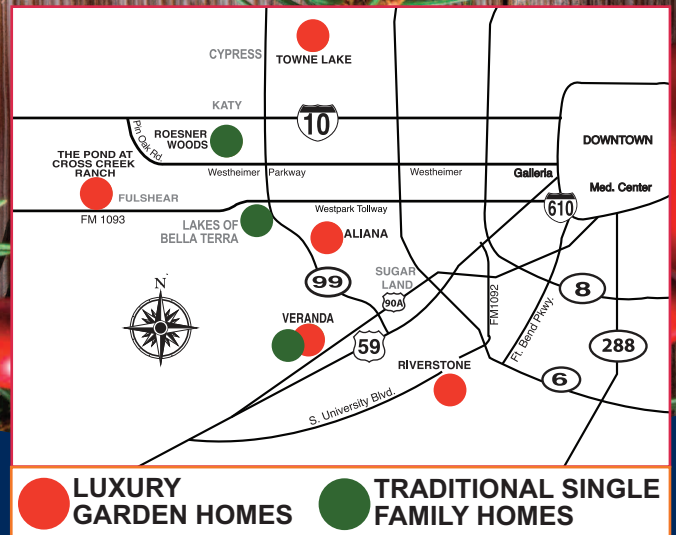 CYPRESS
TOWNE LAKE
KATY
10
Pin Oak Rd.
ROESNER
WOODS
DOWNTOWN
THE POND AT
CROSS CREEK
RANCH
Westheimer Parkway
Westheimer
Galleria
Med. Center
FULSHEAR
FM 1093
Westpark Tollway
610
LAKES OF
BELLA TERRA
ALIANA
99
SUGAR
LAND
90A
FM1092
8
N
VERANDA
59
Ft. Bend Pkwy.
288
RIVERSTONE
6
S. University Blvd.
LUXURY
GARDEN HOMES
TRADITIONAL SINGLE
FAMILY HOMES